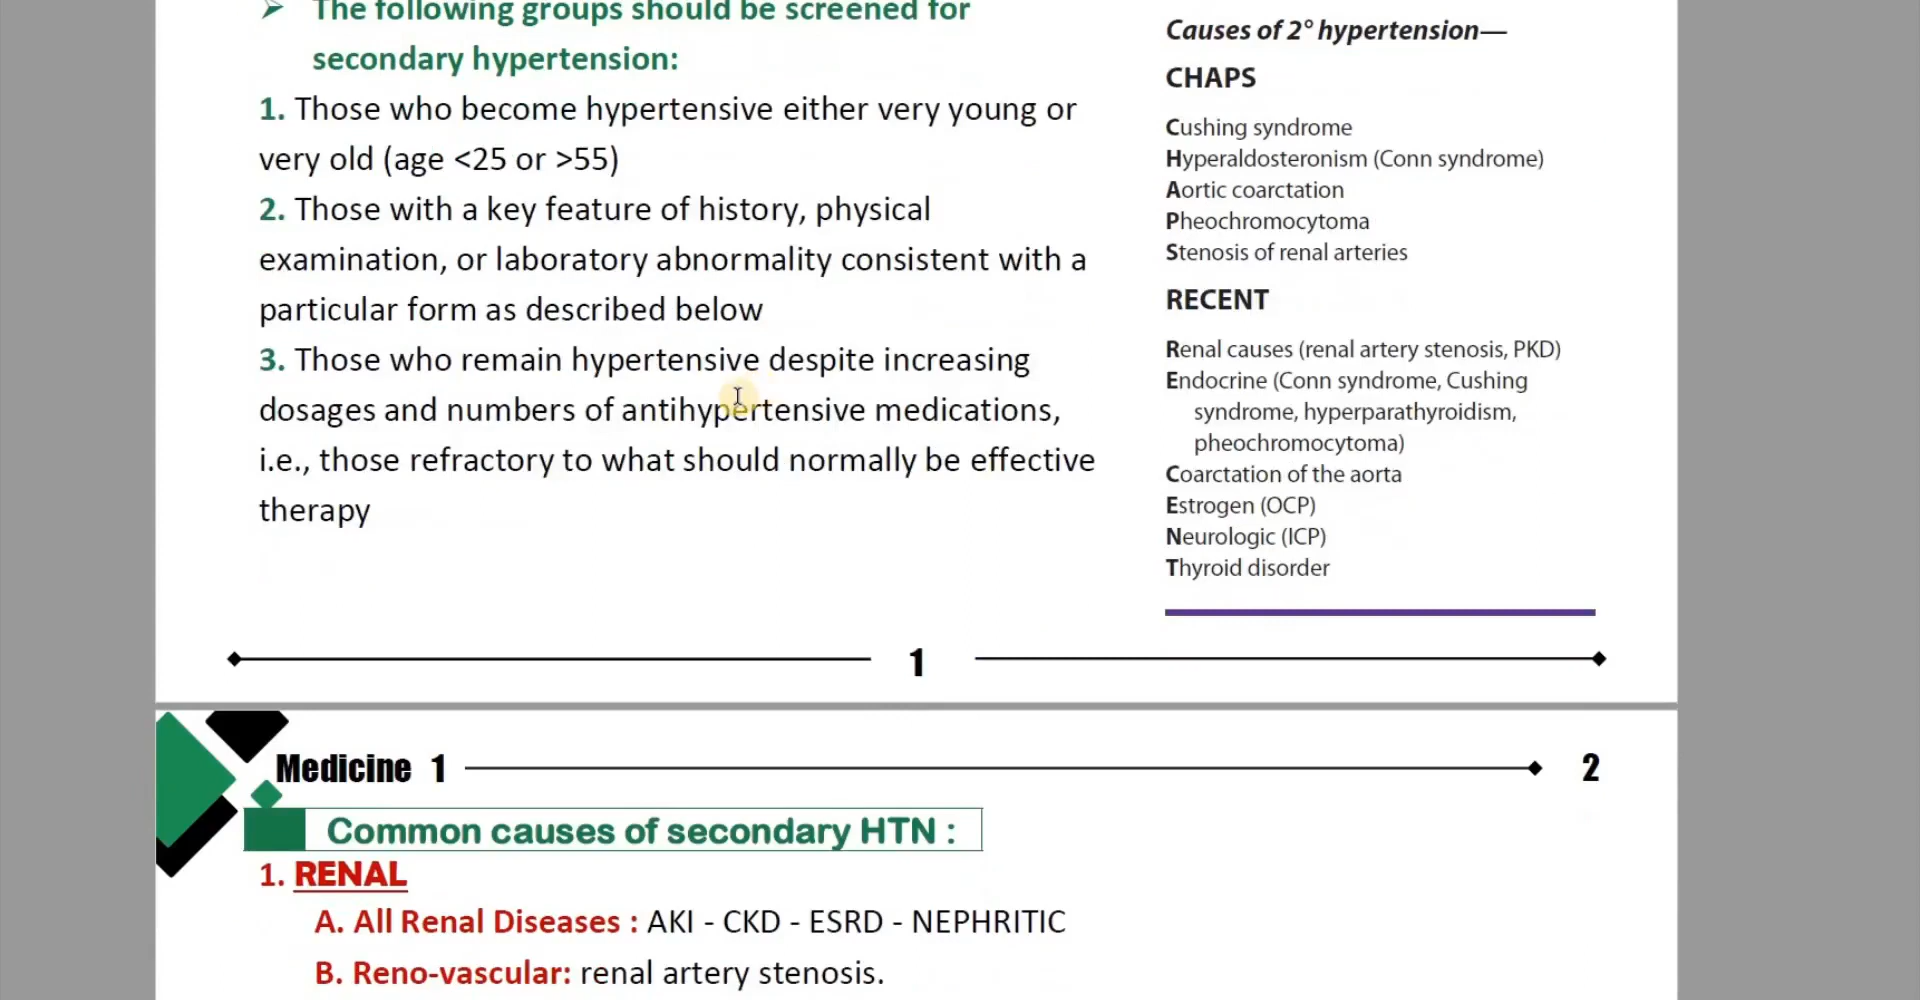 ➢ The following groups should be screened for
secondary hypertension:
1. Those who become hypertensive either very young or
very old (age <25 or >55)
2. Those with a key feature of history, physical
examination, or laboratory abnormality consistent with a
particular form as described below
3. Those who remain hypertensive despite increasing
dosages and numbers of antihypertensive medications,
i.e., those refractory to what should normally be effective
therapy
Causes of 2° hypertension—
CHAPS
Cushing syndrome
Hyperaldosteronism (Conn syndrome)
Aortic coarctation
Pheochromocytoma
Stenosis of renal arteries
RECENT
Renal causes (renal artery stenosis, PKD)
Endocrine (Conn syndrome, Cushing
syndrome, hyperparathyroidism,
pheochromocytoma)
Coarctation of the aorta
Estrogen (OCP)
Neurologic (ICP)
Thyroid disorder
1
Medicine 1
2
Common causes of secondary HTN :
1. RENAL
A. All Renal Diseases : AKI - CKD - ESRD - NEPHRITIC
B. Reno-vascular: renal artery stenosis.